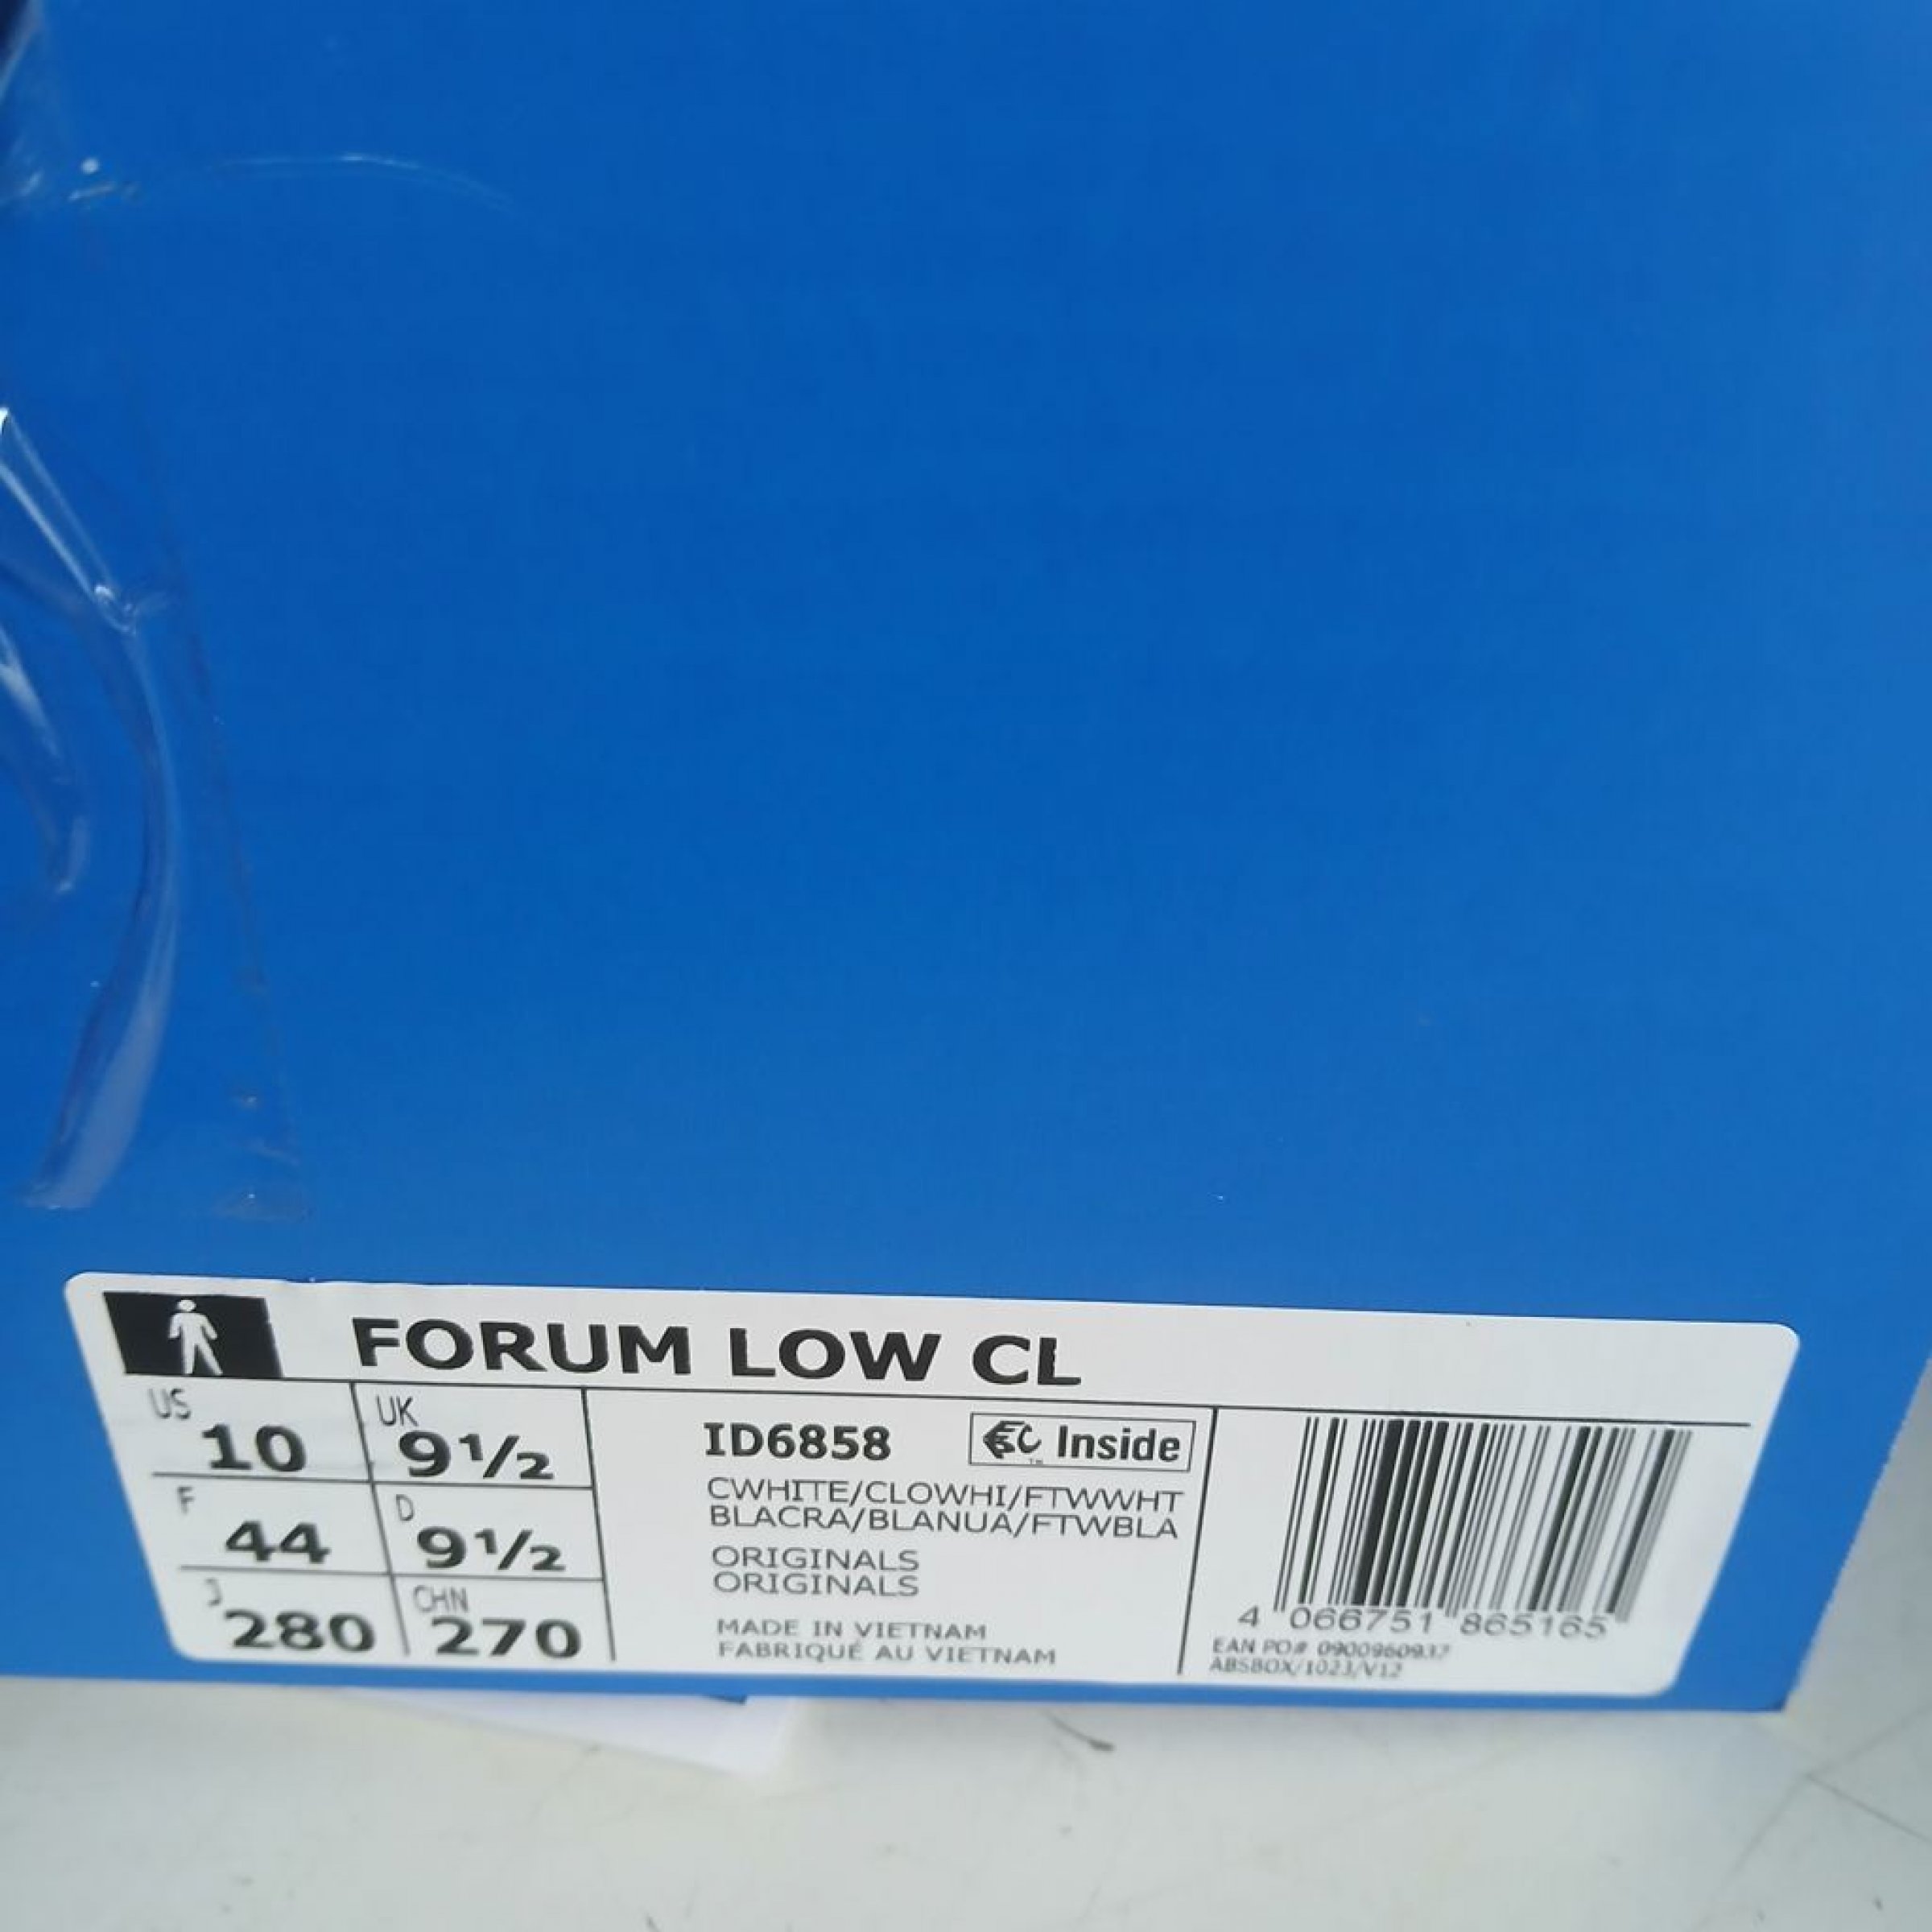 FORUM LOW CL
US 10 UK 9½
F 44 D 9½
J 280 CHN 270
ID6858 Inside
CWHITE/CLOWHI/FTWWHT
BLACRA/BLANUA/FTWBLA
ORIGINALS
ORIGINALS
MADE IN VIETNAM
FABRIQUÉ AU VIETNAM
4 066751 865165
EAN PO# 0900960937
ABSBOX/1023/V12